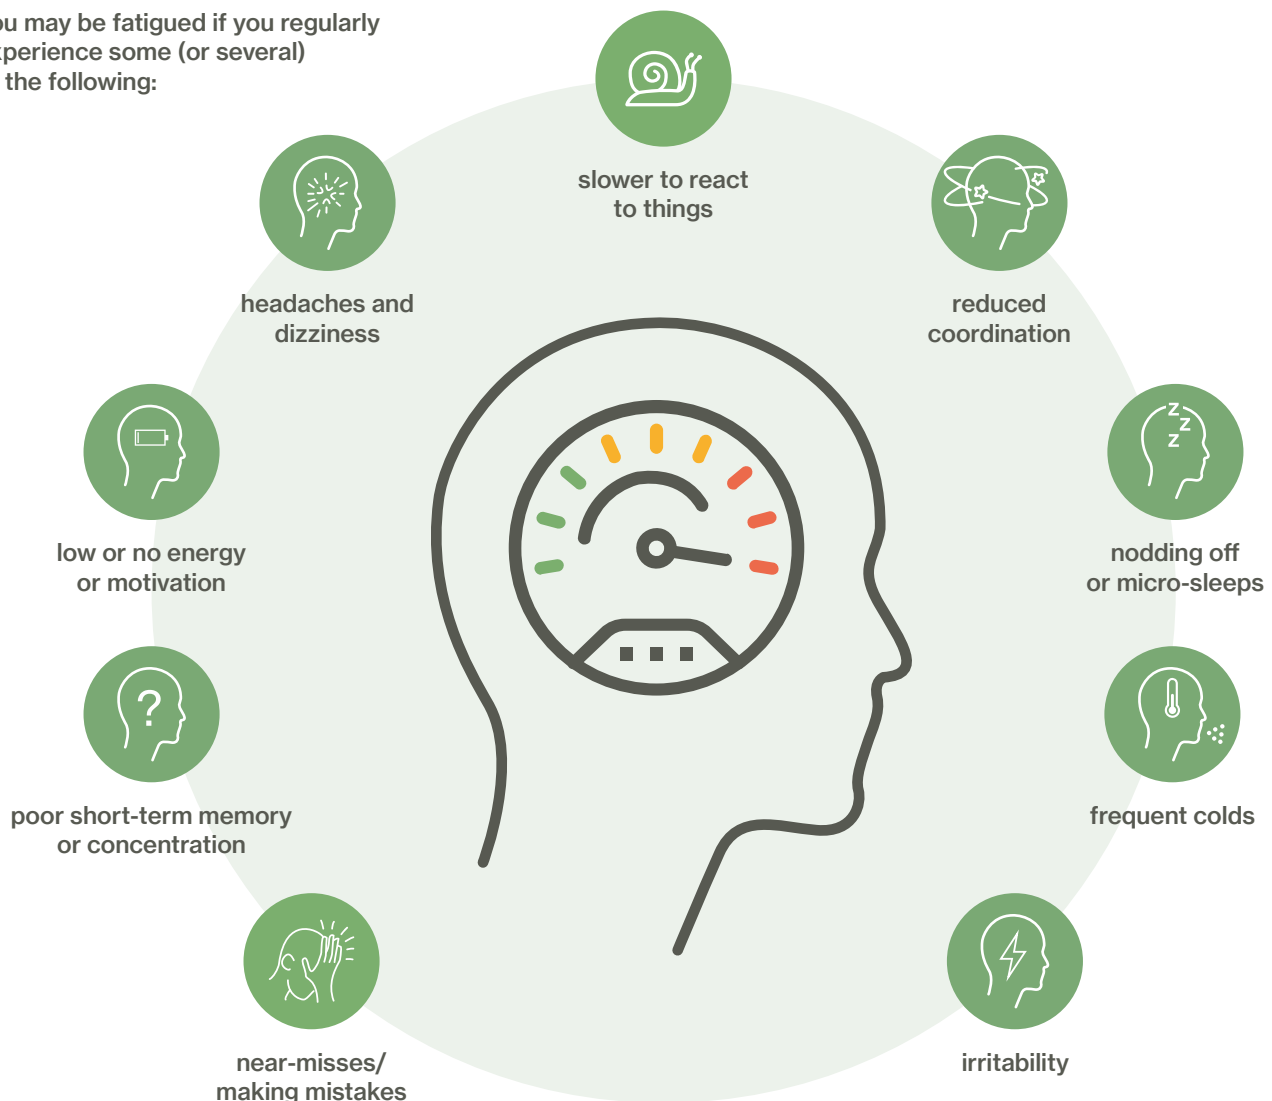 ou may be fatigued if you regularly
xperience some (or several)
the following:
slower to react
to things
headaches and
dizziness
reduced
coordination
low or no energy
or motivation
z
z
z
nodding off
or micro-sleeps
?
poor short-term memory
or concentration
frequent colds
near-misses/
making mistakes
irritability